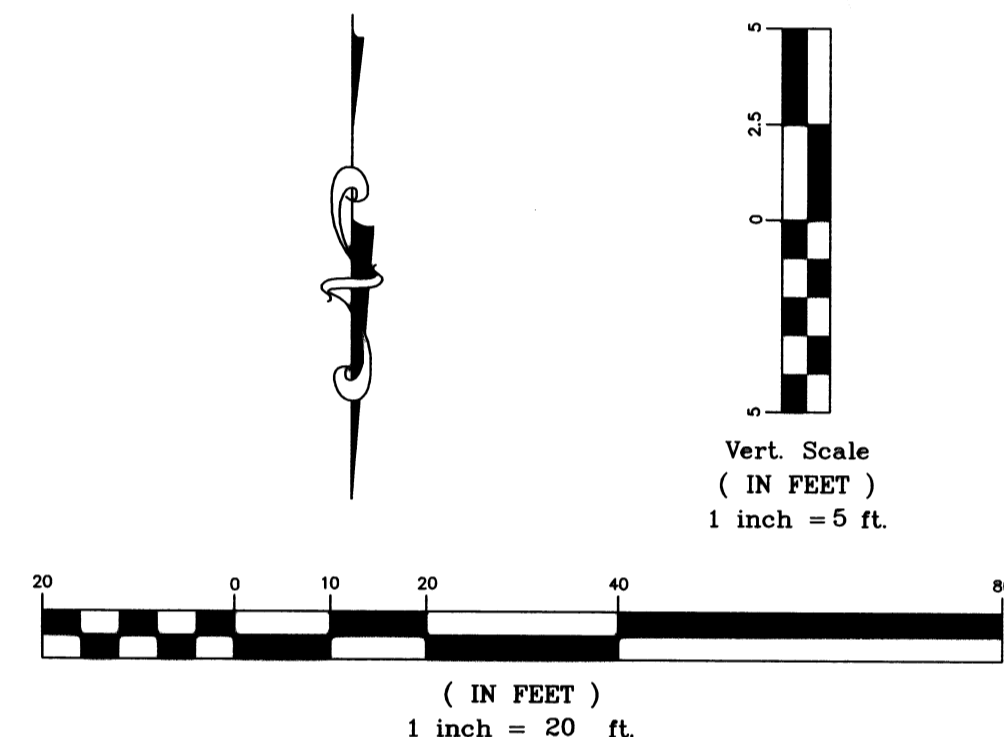 5
2.5
0
5
Vert. Scale
( IN FEET )
1 inch = 5 ft.
20 0 10 20 40 8
( IN FEET )
1 inch = 20 ft.